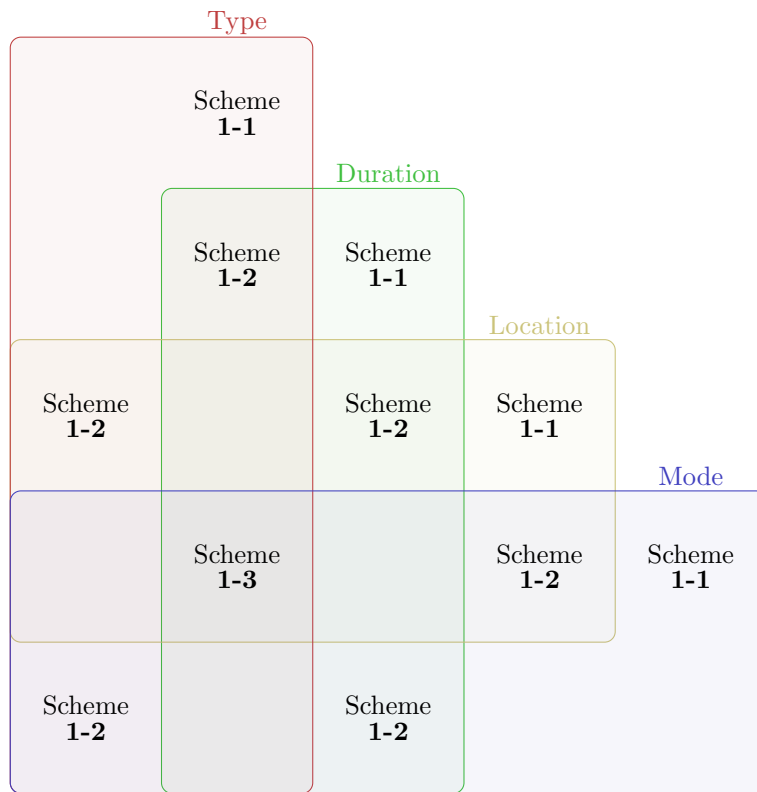 Type
Scheme
1-1
Duration
Scheme
1-2
Scheme
1-1
Location
Scheme
1-2
Scheme
1-2
Scheme
1-1
Mode
Scheme
1-3
Scheme
1-2
Scheme
1-1
Scheme
1-2
Scheme
1-2